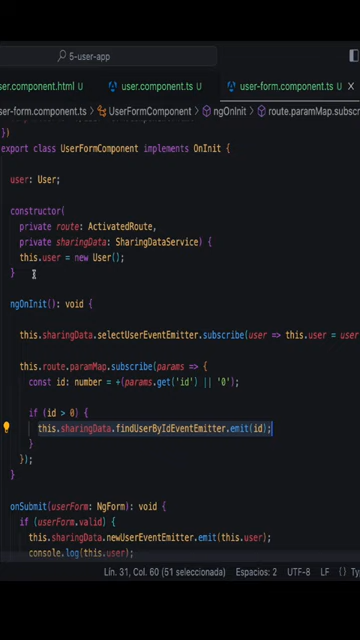 5-user-app
ser.component.html U user.component.ts U user-form.component.ts U ×
er-form.component.ts > UserFormComponent > ngOnInit > route.paramMap.subscr
})
export class UserFormComponent implements OnInit {
user: User;
constructor(
private route: ActivatedRoute,
private sharingData: SharingDataService) {
this.user = new User();
}
ngOnInit(): void {
this.sharingData.selectUserEventEmitter.subscribe(user => this.user = user
this.route.paramMap.subscribe(params => {
const id: number = +(params.get('id') || '0');
if (id > 0) {
this.sharingData.findUserByIdEventEmitter.emit(id);
}
});
}
onSubmit(userForm: NgForm): void {
if (userForm.valid) {
this.sharingData.newUserEventEmitter.emit(this.user);
console.log(this.user);
Lín. 31, Col. 60 (51 seleccionada) Espacios: 2 UTF-8 LF {} Ty